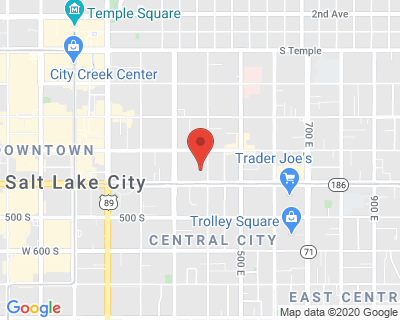 Temple Square
2nd Ave
S Temple
City Creek Center
700 E
DOWNTOWN
Trader Joe's
Salt Lake City
186
89
900 E
500 S
500 S
Trolley Square
CENTRAL CITY
W 600 S
500 E
71
EAST CENTR
Google
Map data ©2020 Google